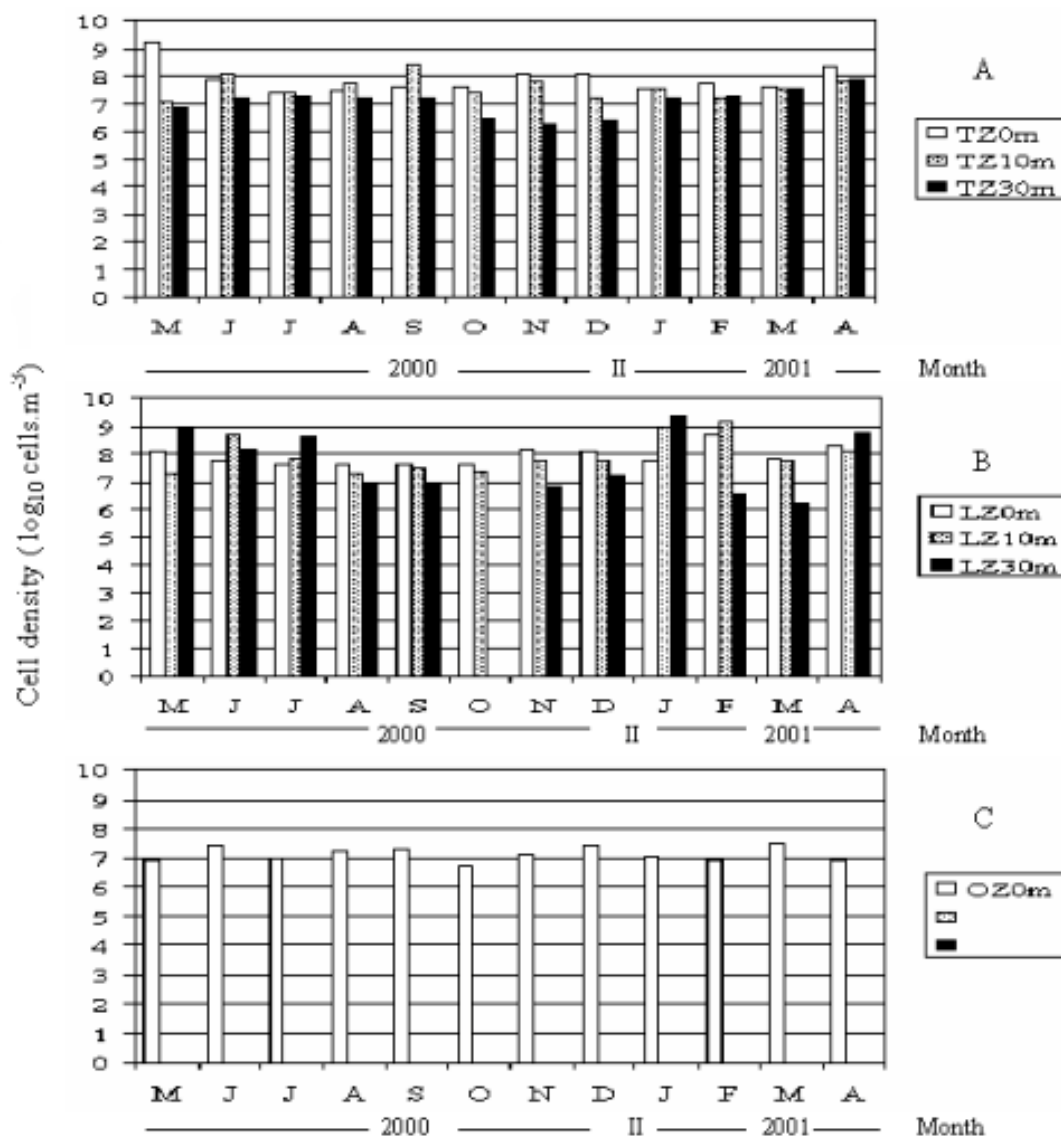 Cell density (log10 cells.m-3)
10
9
8
7
6
5
4
3
2
1
0
M J J A S O N D J F M A
2000 II 2001 Month
A
TZ0m
TZ10m
TZ30m
10
9
8
7
6
5
4
3
2
1
0
M J J A S O N D J F M A
2000 II 2001 Month
B
LZ0m
LZ10m
LZ30m
10
9
8
7
6
5
4
3
2
1
0
M J J A S O N D J F M A
2000 II 2001 Month
C
OZ0m